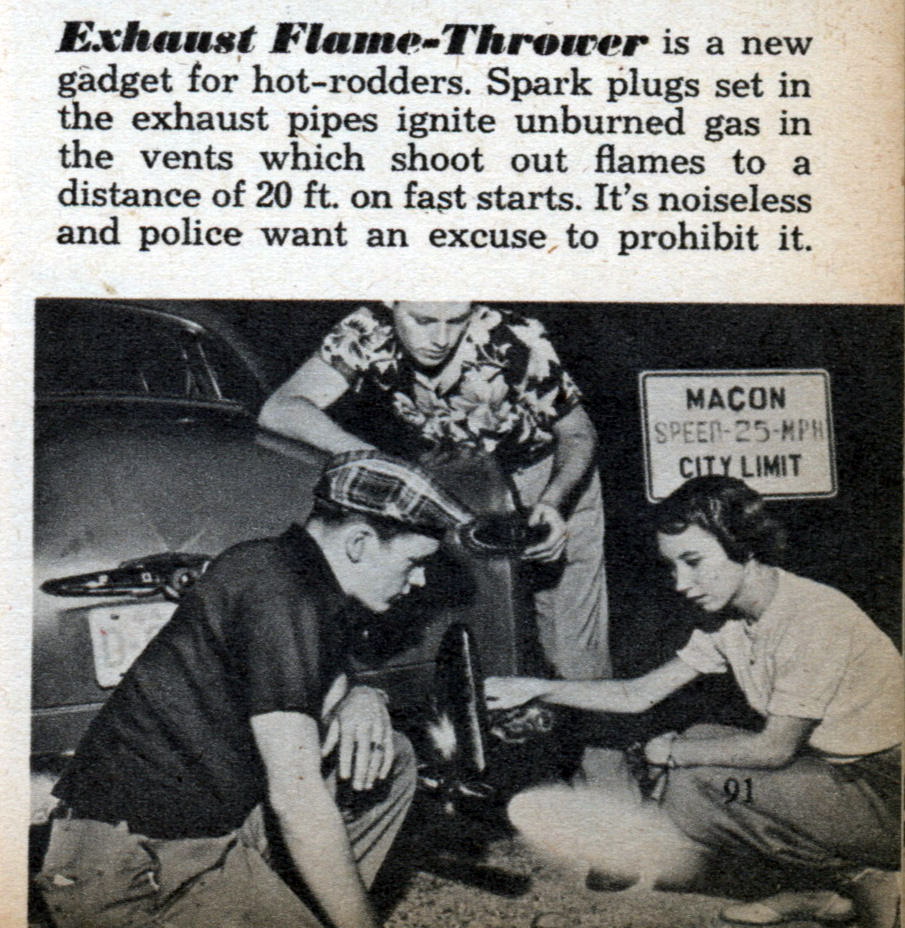 Exhaust Flame-Thrower is a new
gadget for hot-rodders. Spark plugs set in
the exhaust pipes ignite unburned gas in
the vents which shoot out flames to a
distance of 20 ft. on fast starts. It's noiseless
and police want an excuse to prohibit it.
MACON
SPEED-25-MPH
CITY LIMIT
91